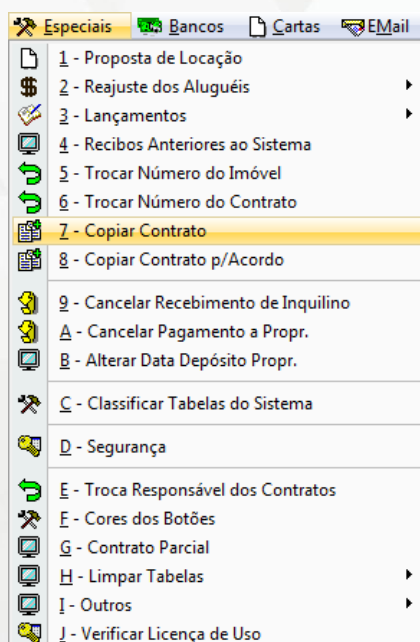 Especiais Bancos Cartas EMail
1 - Proposta de Locação
2 - Reajuste dos Aluguéis
3 - Lançamentos
4 - Recibos Anteriores ao Sistema
5 - Trocar Número do Imóvel
6 - Trocar Número do Contrato
7 - Copiar Contrato
8 - Copiar Contrato p/Acordo
9 - Cancelar Recebimento de Inquilino
A - Cancelar Pagamento a Propr.
B - Alterar Data Depósito Propr.
C - Classificar Tabelas do Sistema
D - Segurança
E - Troca Responsável dos Contratos
F - Cores dos Botões
G - Contrato Parcial
H - Limpar Tabelas
I - Outros
J - Verificar Licença de Uso